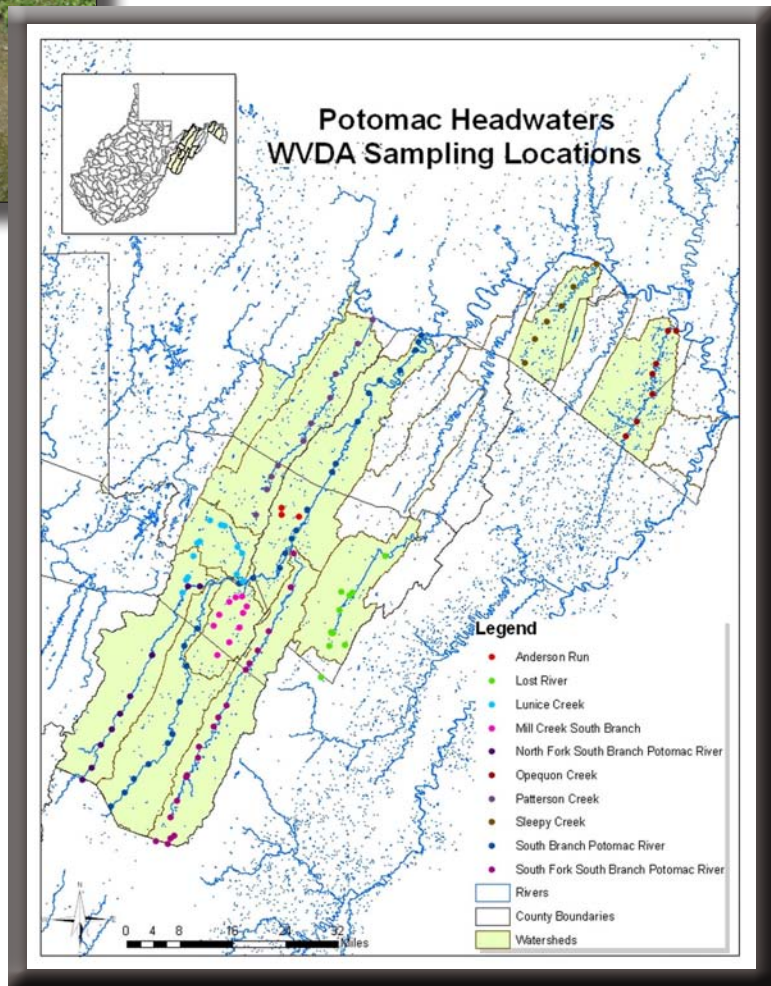 Potomac Headwaters
WVDA Sampling Locations
Legend
Anderson Run
Lost River
Lunice Creek
Mill Creek South Branch
North Fork South Branch Potomac River
Opequon Creek
Patterson Creek
Sleepy Creek
South Branch Potomac River
South Fork South Branch Potomac River
Rivers
County Boundaries
Watersheds
N
E
0 4 8 16 24 32
Miles